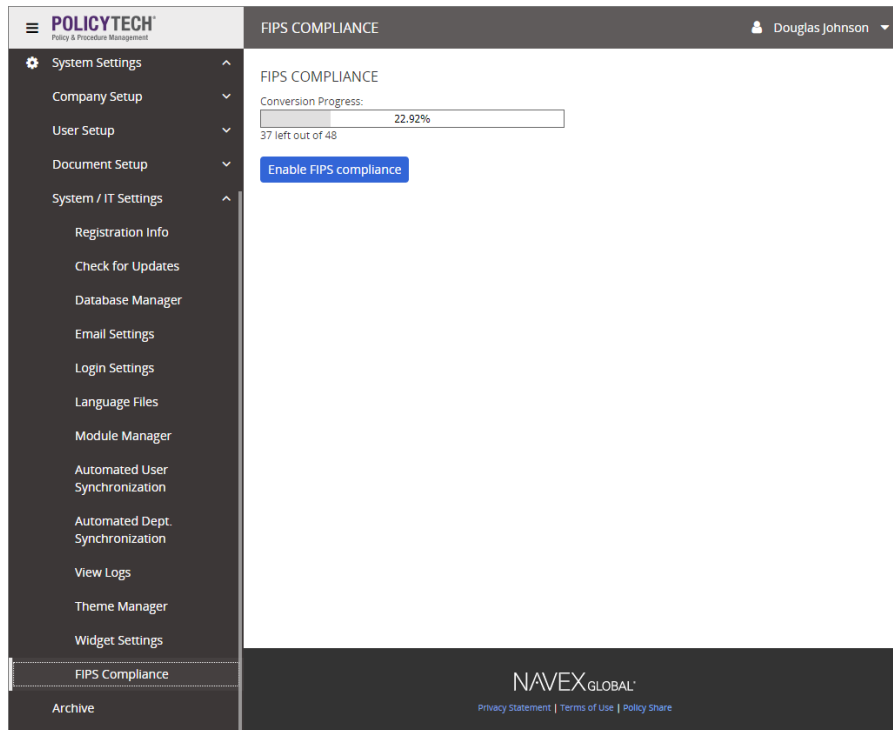 POLICYTECH
Policy & Procedure Management
FIPS COMPLIANCE
Douglas Johnson
System Settings
Company Setup
User Setup
Document Setup
System / IT Settings
Registration Info
Check for Updates
Database Manager
Email Settings
Login Settings
Language Files
Module Manager
Automated User
Synchronization
Automated Dept.
Synchronization
View Logs
Theme Manager
Widget Settings
FIPS Compliance
Archive
FIPS COMPLIANCE
Conversion Progress:
22.92%
37 left out of 48
Enable FIPS compliance
NAVEX GLOBAL
Privacy Statement | Terms of Use | Policy Share